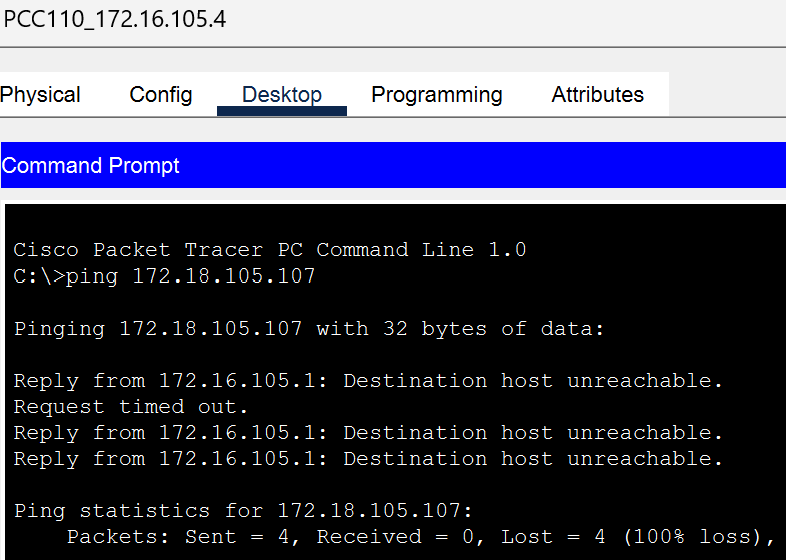 PCC110_172.16.105.4
Physical Config Desktop Programming Attributes
Command Prompt
Cisco Packet Tracer PC Command Line 1.0
C:\>ping 172.18.105.107
Pinging 172.18.105.107 with 32 bytes of data:
Reply from 172.16.105.1: Destination host unreachable.
Request timed out.
Reply from 172.16.105.1: Destination host unreachable.
Reply from 172.16.105.1: Destination host unreachable.
Ping statistics for 172.18.105.107:
Packets: Sent = 4, Received = 0, Lost = 4 (100% loss),